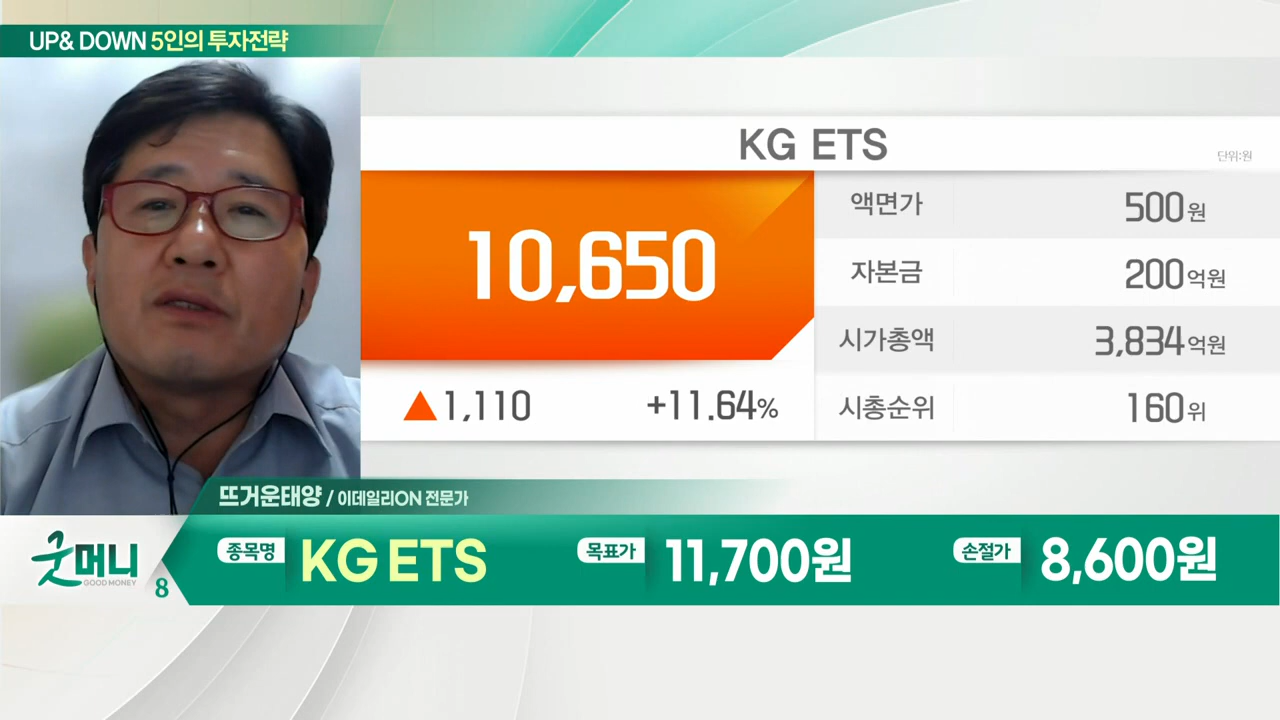 UP& DOWN 5인의 투자전략
KG ETS
단위:원
10,650
▲1,110 +11.64%
액면가 500원
자본금 200억원
시가총액 3,834억원
시총순위 160위
뜨거운태양 / 이데일리ON 전문가
굿머니
GOOD MONEY
8
종목명 KG ETS 목표가 11,700원 손절가 8,600원